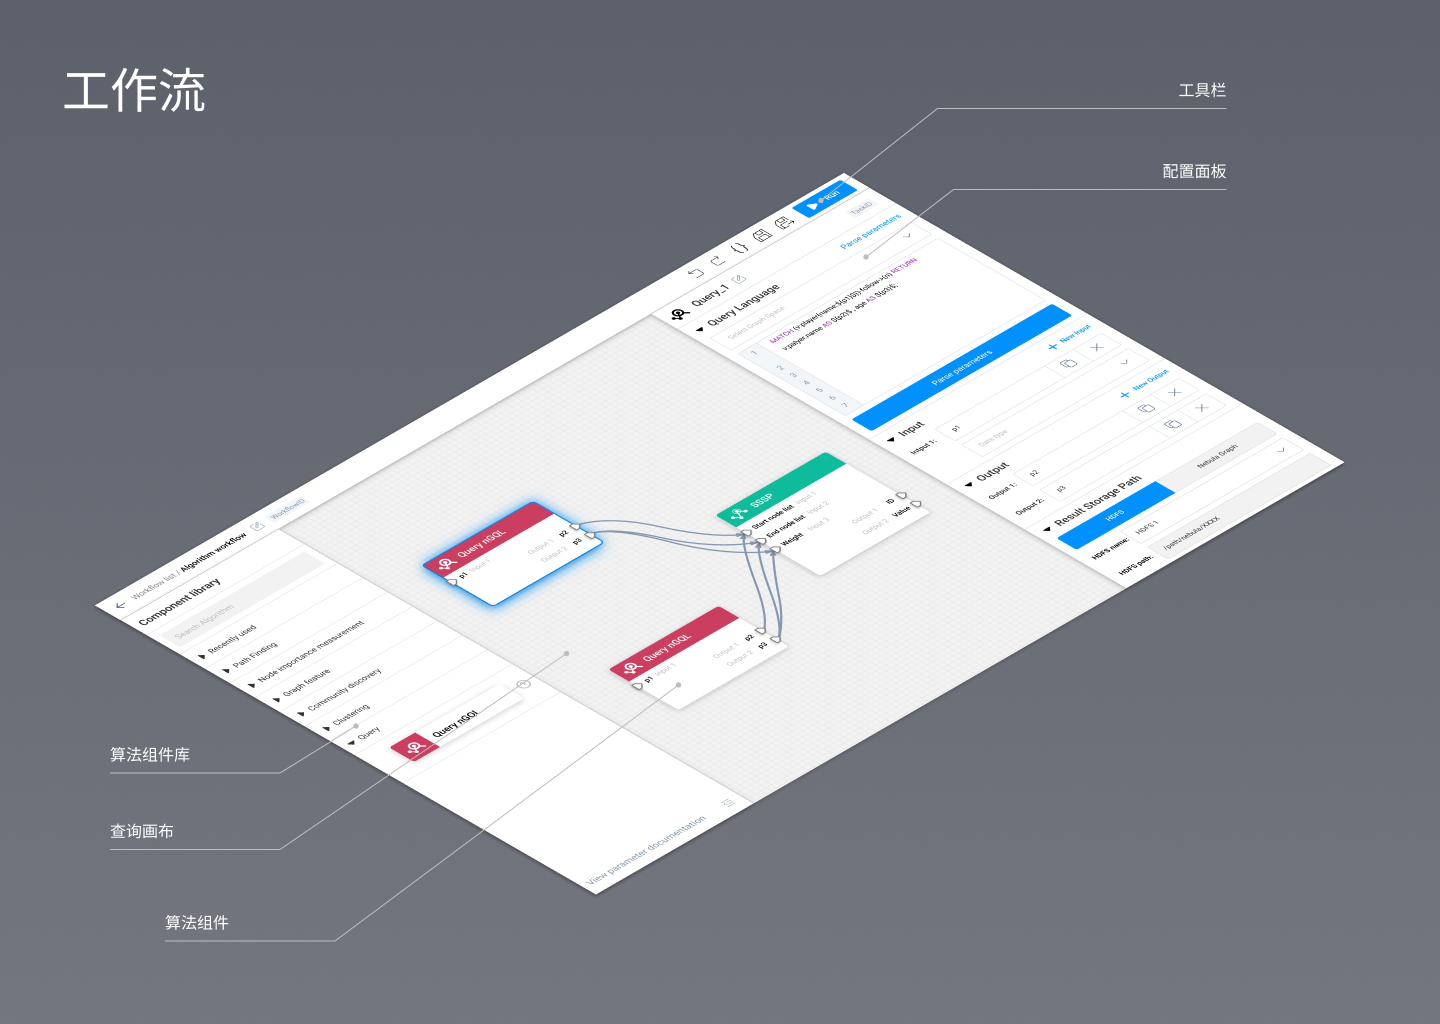 工作流
工具栏
配置面板
Run
TaskID
Query_1
Parse parameters
Query Language
Select Graph Space
1
MATCH (v:player{name:${p1}[0]})-follow->(n) RETURN
v:palyer.name AS ${p2}$ , age AS ${p3}$;
2
3
4
5
6
7
Parse parameters
Input
New Input
Intput 1:
p1
Date type
Output
New Output
Output 1:
p2
Output 2:
p3
Result Storage Path
HDFS
Nebula Graph
HDFS name:
HDFS 1
HDFS path:
/path/nebula/XXXX
Workflow list / Algorithm workflow
WorkflowID
Component library
Search Algorithm
Recently used
Path Finding
Node importance measurement
Graph feature
Community discovery
Clustering
Query
Query nGQL
View parameter documentation
Query nGQL
p1 Input 1
Output 1 p2
Output 2 p3
SSSP
Start node list Input 1
End node list Input 2
Weight Input 3
Output 1 ID
Output 2 Value
Query nGQL
p1 Input 1
Output 1 p2
Output 2 p3
算法组件库
查询画布
算法组件